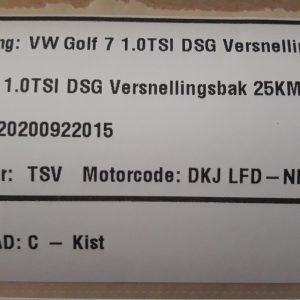 ng: VW Golf 7 1.0TSI DSG Versnellin
1.0TSI DSG Versnellingsbak 25KM
20200922015
r: TSV Motorcode: DKJ LFD-N
AD: C - Kist